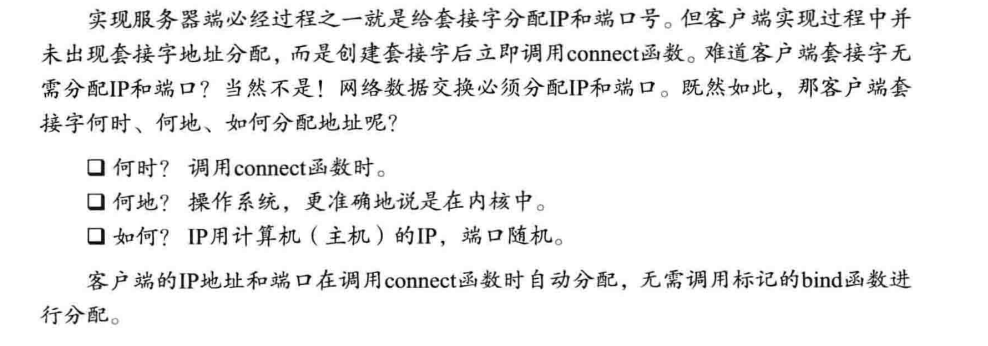 实现服务器端必经过程之一就是给套接字分配IP和端口号。但客户端实现过程中并
未出现套接字地址分配，而是创建套接字后立即调用connect函数。难道客户端套接字无
需分配IP和端口？当然不是！网络数据交换必须分配IP和端口。既然如此，那客户端套
接字何时、何地、如何分配地址呢？
❑ 何时？ 调用connect函数时。
❑ 何地？ 操作系统，更准确地说是在内核中。
❑ 如何？ IP用计算机（主机）的IP，端口随机。
客户端的IP地址和端口在调用connect函数时自动分配，无需调用标记的bind函数进
行分配。